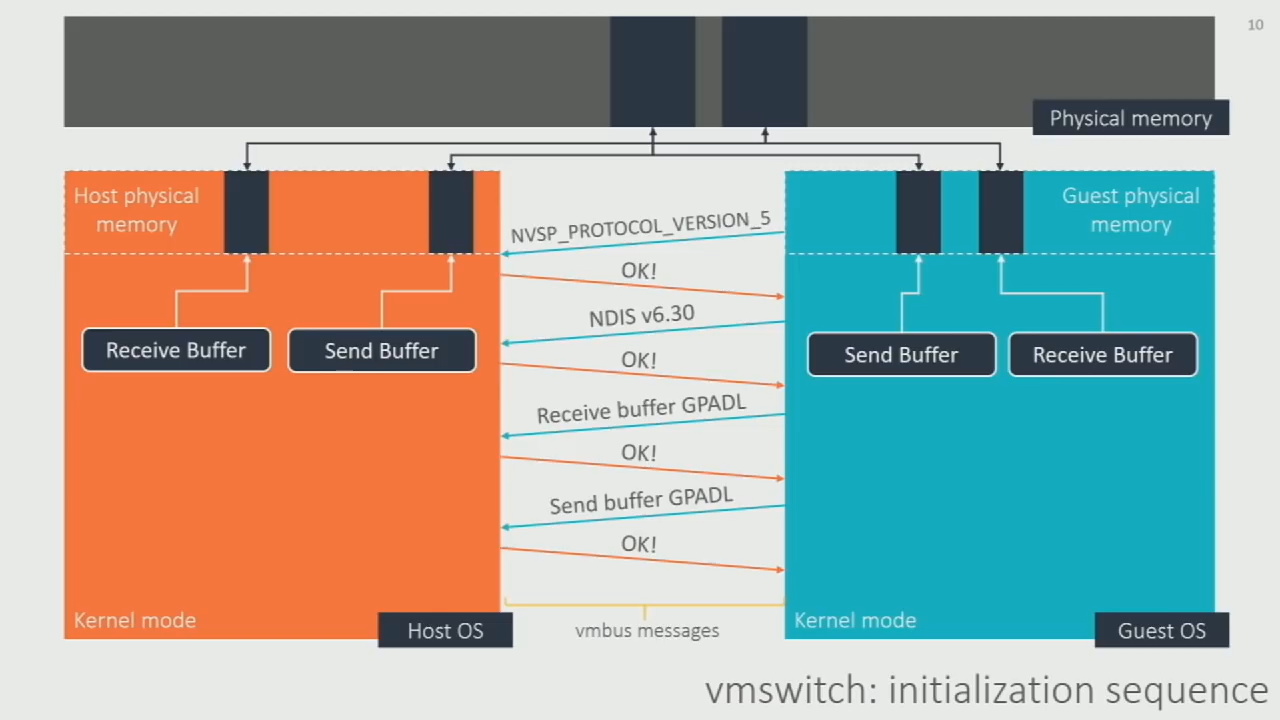 10
Physical memory
Host physical
memory
Guest physical
memory
NVSP_PROTOCOL_VERSION_5
OK!
NDIS v6.30
OK!
Receive buffer GPADL
OK!
Send buffer GPADL
OK!
Receive Buffer
Send Buffer
Send Buffer
Receive Buffer
Kernel mode
Host OS
vmbus messages
Kernel mode
Guest OS
vmswitch: initialization sequence